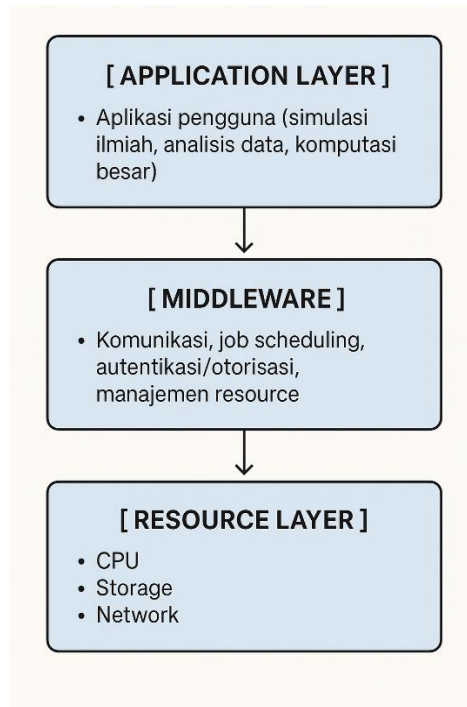 [ APPLICATION LAYER ]
• Aplikasi pengguna (simulasi
ilmiah, analisis data, komputasi
besar)
[ MIDDLEWARE ]
• Komunikasi, job scheduling,
autentikasi/otorisasi,
manajemen resource
[ RESOURCE LAYER ]
• CPU
• Storage
• Network